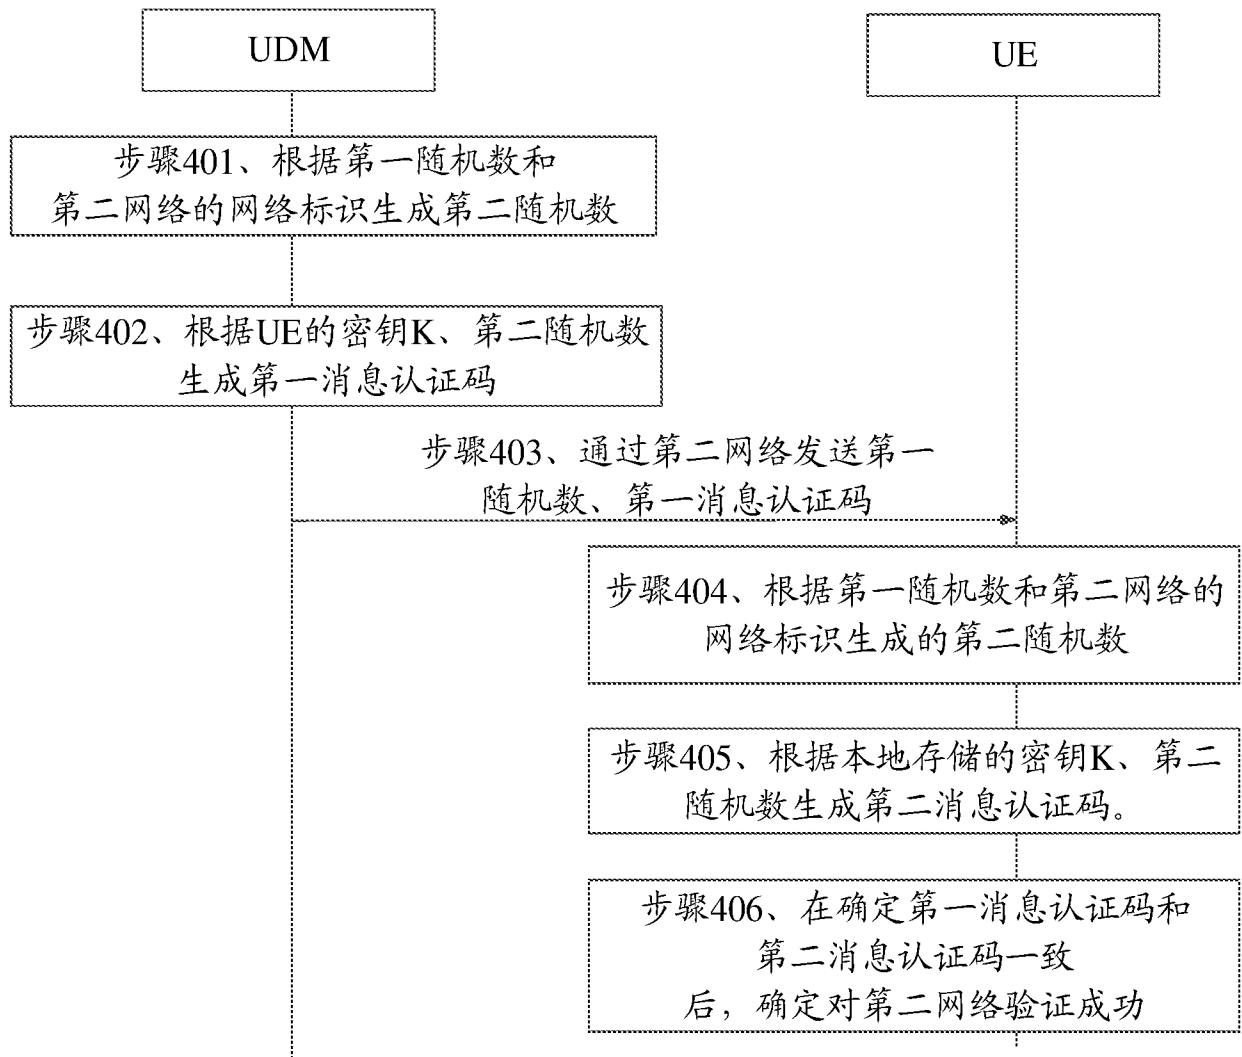 UDM
UE
步骤401、根据第一随机数和
第二网络的网络标识生成第二随机数
步骤402、根据UE的密钥K、第二随机数
生成第一消息认证码
步骤403、通过第二网络发送第一
随机数、第一消息认证码
步骤404、根据第一随机数和第二网络的
网络标识生成的第二随机数
步骤405、根据本地存储的密钥K、第二
随机数生成第二消息认证码。
步骤406、在确定第一消息认证码和
第二消息认证码一致
后，确定对第二网络验证成功